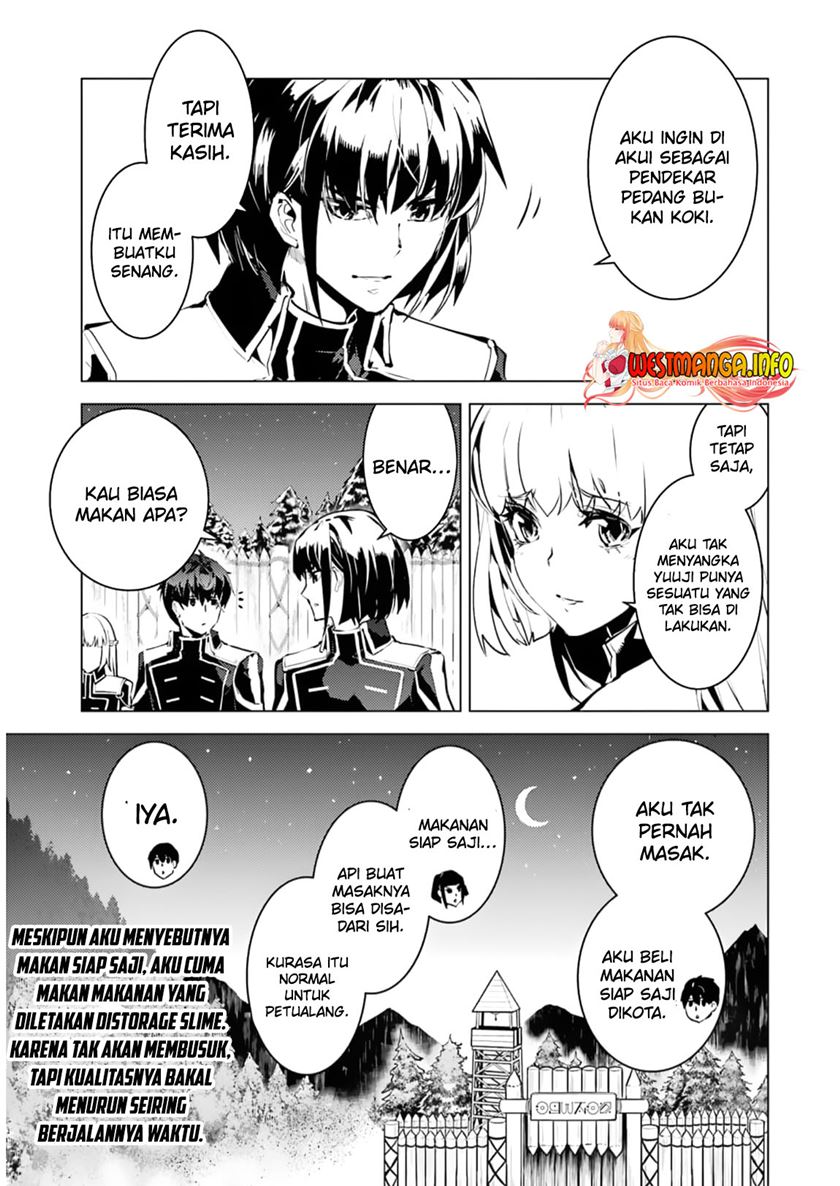 AKU INGIN DI
AKUI SEBAGAI
PENDEKAR
PEDANG BU-
KAN KOKI.
TAPI
TERIMA
KASIH.
ITU MEM-
BUATKU
SENANG.
WESTMANGA.INFO
Situs Baca Komik Berbahasa Indonesia
TAPI
TETAP
SAJA,
AKU TAK
MENYANGKA
YUUJI PUNYA
SESUATU YANG
TAK BISA DI
LAKUKAN.
BENAR...
KAU BIASA
MAKAN APA?
AKU TAK
PERNAH
MASAK.
AKU BELI
MAKANAN
SIAP SAJI
DIKOTA.
MAKANAN
SIAP SAJI...
API BUAT
MASAKNYA
BISA DISA-
DARI SIH.
KURASA ITU
NORMAL
UNTUK
PETUALANG.
IYA.
MESKIPUN AKU MENYEBUTNYA
MAKAN SIAP SAJI, AKU CUMA
MAKAN MAKANAN YANG
DILETAKAN DISTORAGE SLIME.
KARENA TAK AKAN MEMBUSUK,
TAPI KUALITASNYA BAKAL
MENURUN SEIRING
BERJALANNYA WAKTU.